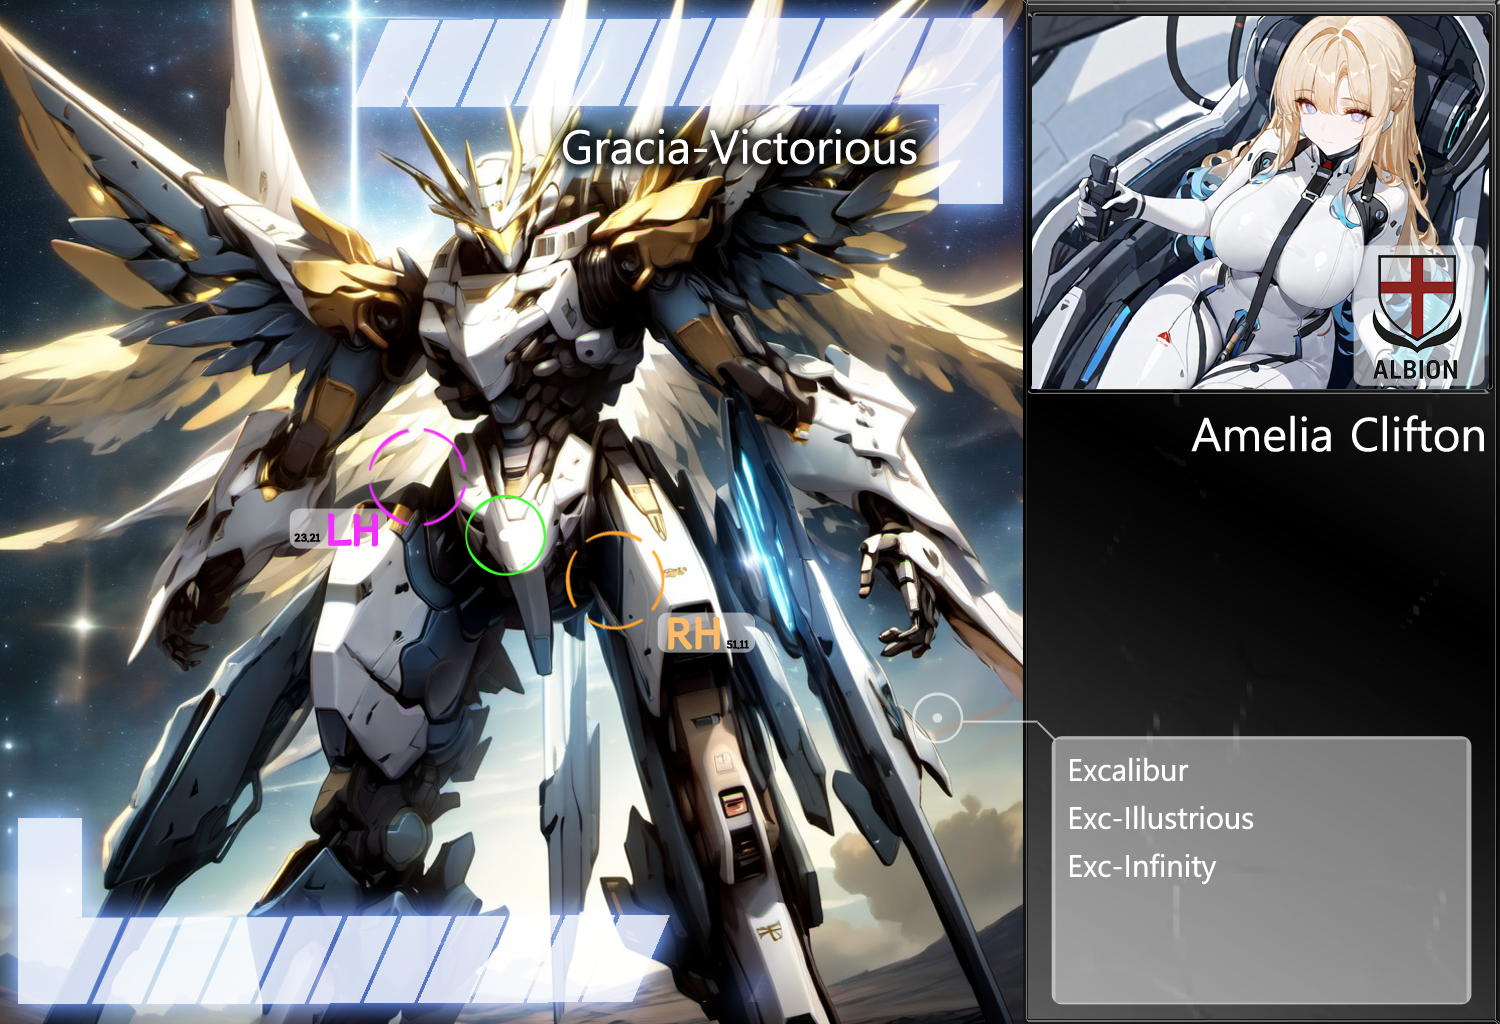 Gracia-Victorious
ALBION
Amelia Clifton
23,21 LH
RH 51,11
Excalibur
Exc-Illustrious
Exc-Infinity